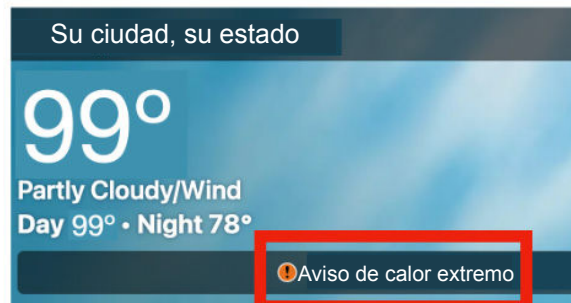 Su ciudad, su estado
99°
Partly Cloudy/Wind
Day 99° • Night 78°
Aviso de calor extremo